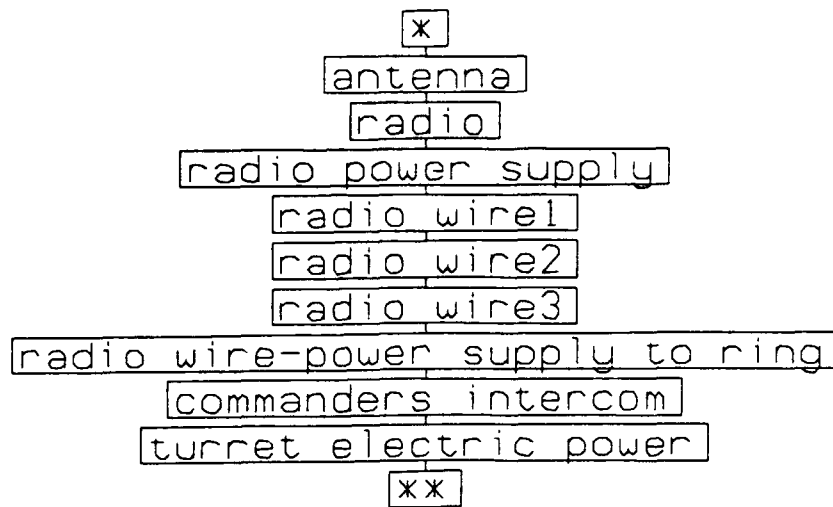 *
antenna
radio
radio power supply
radio wire1
radio wire2
radio wire3
radio wire-power supply to ring
commanders intercom
turret electric power
**